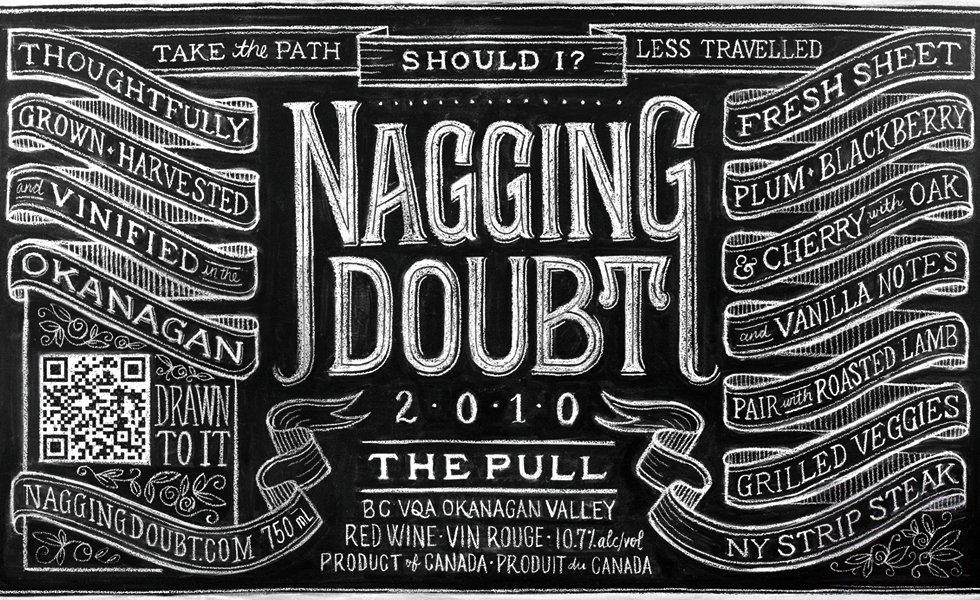 TAKE the PATH
SHOULD I?
LESS TRAVELLED
THOUGHTFULLY
GROWN · HARVESTED
and VINIFIED in the
OKANAGAN
DRAWN
TO IT
NAGGINGDOUBT.COM 750 mL
NAGGING
DOUBT
2·0·1·0
THE PULL
BC VQA OKANAGAN VALLEY
RED WINE · VIN ROUGE · 10.7% alc/vol
PRODUCT of CANADA · PRODUIT du CANADA
FRESH SHEET
PLUM · BLACKBERRY
& CHERRY with OAK
and VANILLA NOTES
PAIR with ROASTED LAMB
GRILLED VEGGIES
NY STRIP STEAK